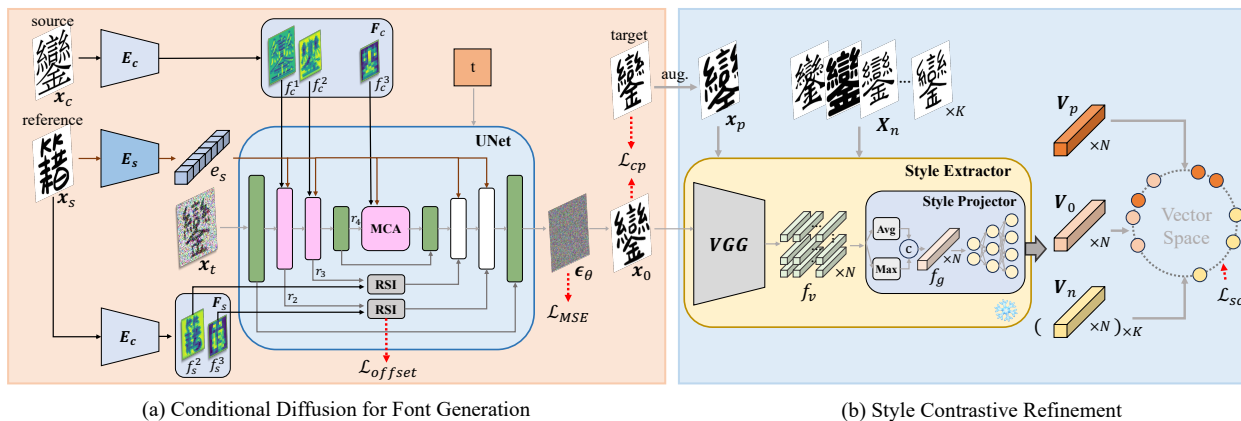 source
E_c
x_c
F_c
f_c^1
f_c^2
f_c^3
t
target
aug.
x_p
X_n
...
×K
reference
籍
x_s
E_s
e_s
UNet
x_t
r_4
MCA
r_3
r_2
RSI
RSI
E_c
F_s
f_s^2
f_s^3
ϵ_θ
x_0
L_cp
L_MSE
L_offset
Style Extractor
VGG
f_v
×N
Style Projector
Avg
Max
C
f_g
×N
V_p
×N
V_0
×N
V_n
( ×N )×K
Vector
Space
L_sc
(a) Conditional Diffusion for Font Generation
(b) Style Contrastive Refinement